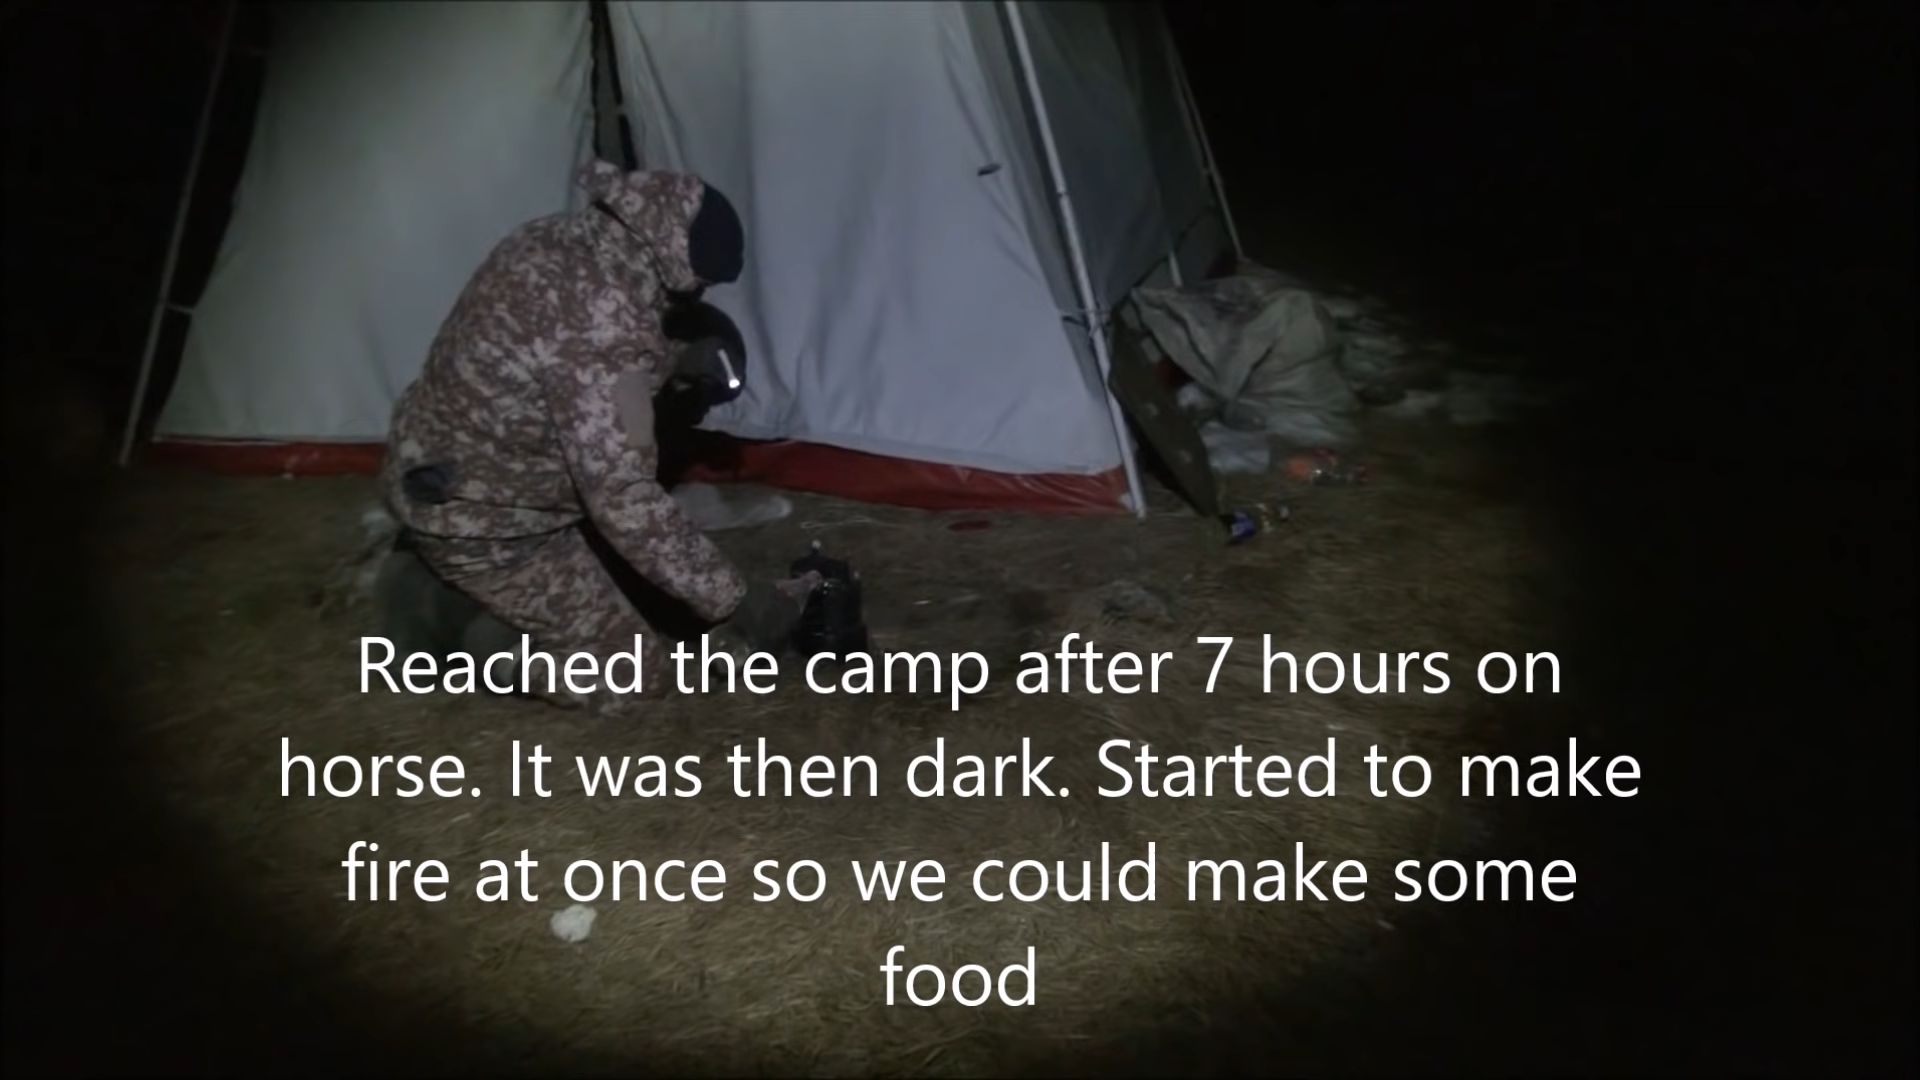 Reached the camp after 7 hours on
horse. It was then dark. Started to make
fire at once so we could make some
food